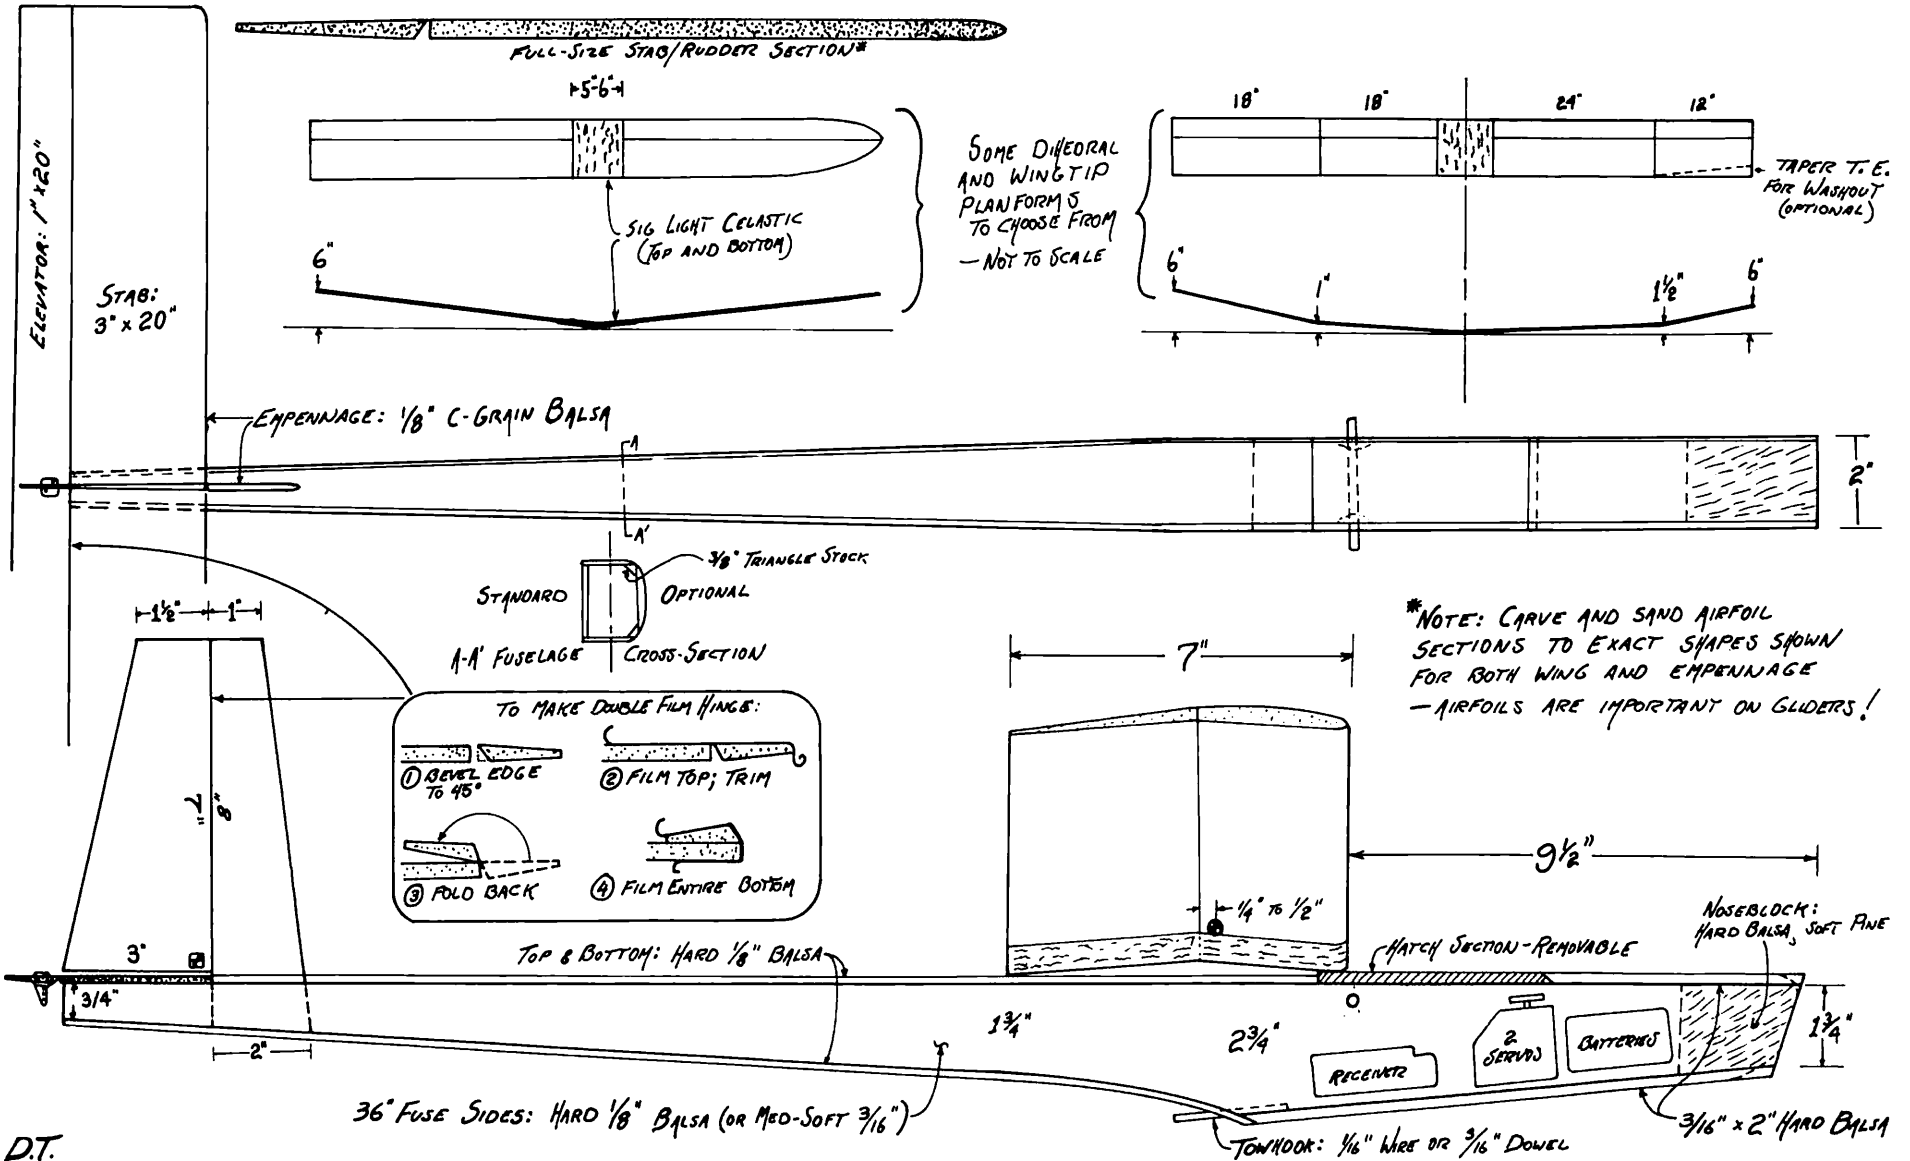 FULL-SIZE STAB/RUDDER SECTION*
5"-6"
18"
18"
24"
12"
ELEVATOR: 1" X 20"
STAB:
3" x 20"
SIG LIGHT CELASTIC
(TOP AND BOTTOM)
6"
SOME DIHEDRAL
AND WINGTIP
PLANFORMS
TO CHOOSE FROM
—NOT TO SCALE
TAPER T.E.
FOR WASHOUT
(OPTIONAL)
6"
1"
1½"
6"
EMPENNAGE: 1/8" C-GRAIN BALSA
A
A'
2"
3/8" TRIANGLE STOCK
STANDARD
OPTIONAL
A-A' FUSELAGE CROSS-SECTION
1½"
1"
7"
*NOTE: CARVE AND SAND AIRFOIL
SECTIONS TO EXACT SHAPES SHOWN
FOR BOTH WING AND EMPENNAGE
—AIRFOILS ARE IMPORTANT ON GLIDERS!
TO MAKE DOUBLE FILM HINGE:
① BEVEL EDGE
TO 45°
② FILM TOP; TRIM
③ FOLD BACK
④ FILM ENTIRE BOTTOM
7"
8"
9½"
¼" TO ½"
NOSEBLOCK:
HARD BALSA, SOFT PINE
3"
TOP & BOTTOM: HARD 1/8" BALSA
HATCH SECTION-REMOVABLE
3/4"
2"
1¾"
2¾"
RECEIVER
2
SERVOS
BATTERIES
1¾"
36" FUSE SIDES: HARD 1/8" BALSA (OR MED-SOFT 3/16")
3/16" x 2" HARD BALSA
TOWHOOK: 1/16" WIRE OR 3/16" DOWEL
D.T.